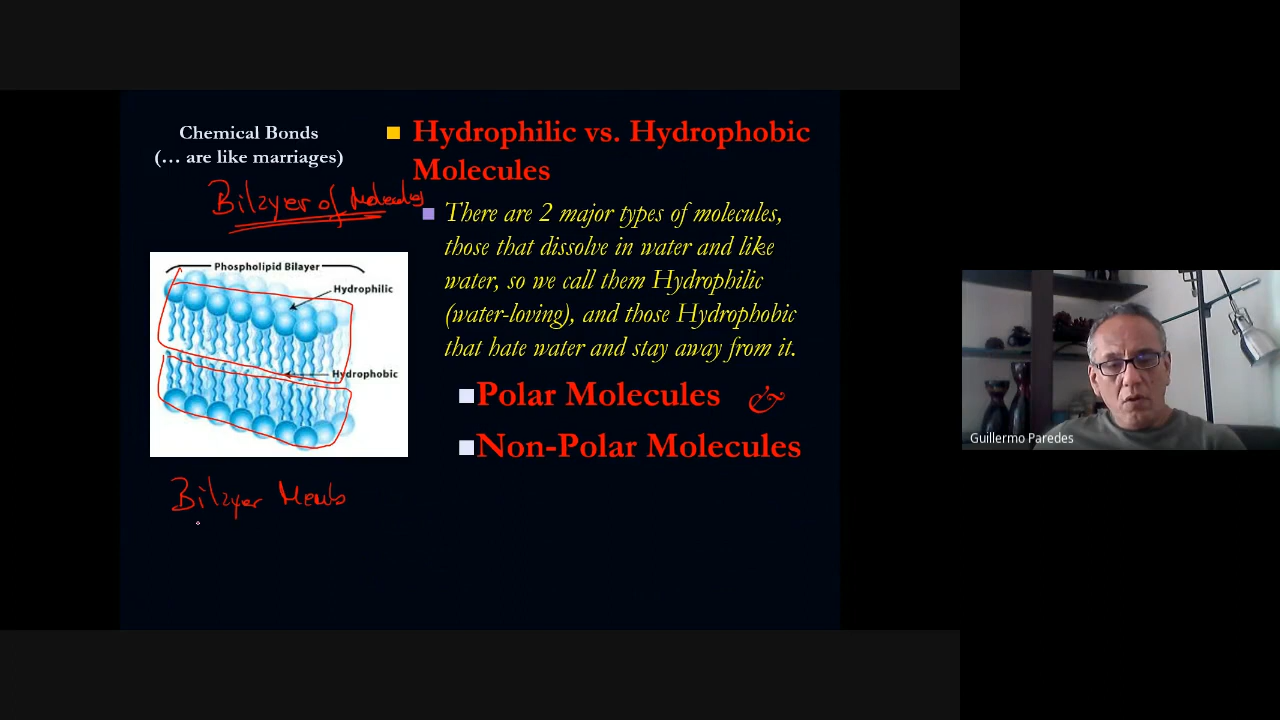 Chemical Bonds
(… are like marriages)
Bilayer of Molecules
Phospholipid Bilayer
Hydrophilic
Hydrophobic
Bilayer Memb
Hydrophilic vs. Hydrophobic
Molecules
There are 2 major types of molecules,
those that dissolve in water and like
water, so we call them Hydrophilic
(water-loving), and those Hydrophobic
that hate water and stay away from it.
Polar Molecules &
Non-Polar Molecules
Guillermo Paredes